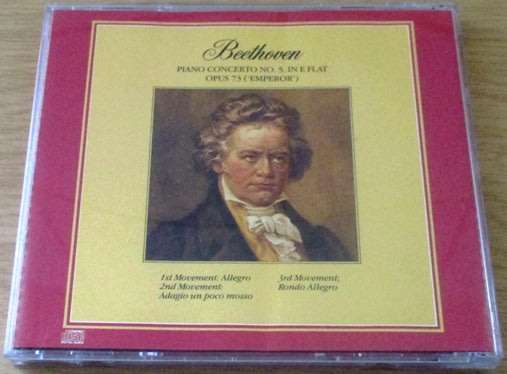 Beethoven
PIANO CONCERTO NO. 5. IN E FLAT
OPUS 73 ('EMPEROR')
1st Movement: Allegro
2nd Movement:
Adagio un poco mosso
3rd Movement;
Rondo Allegro